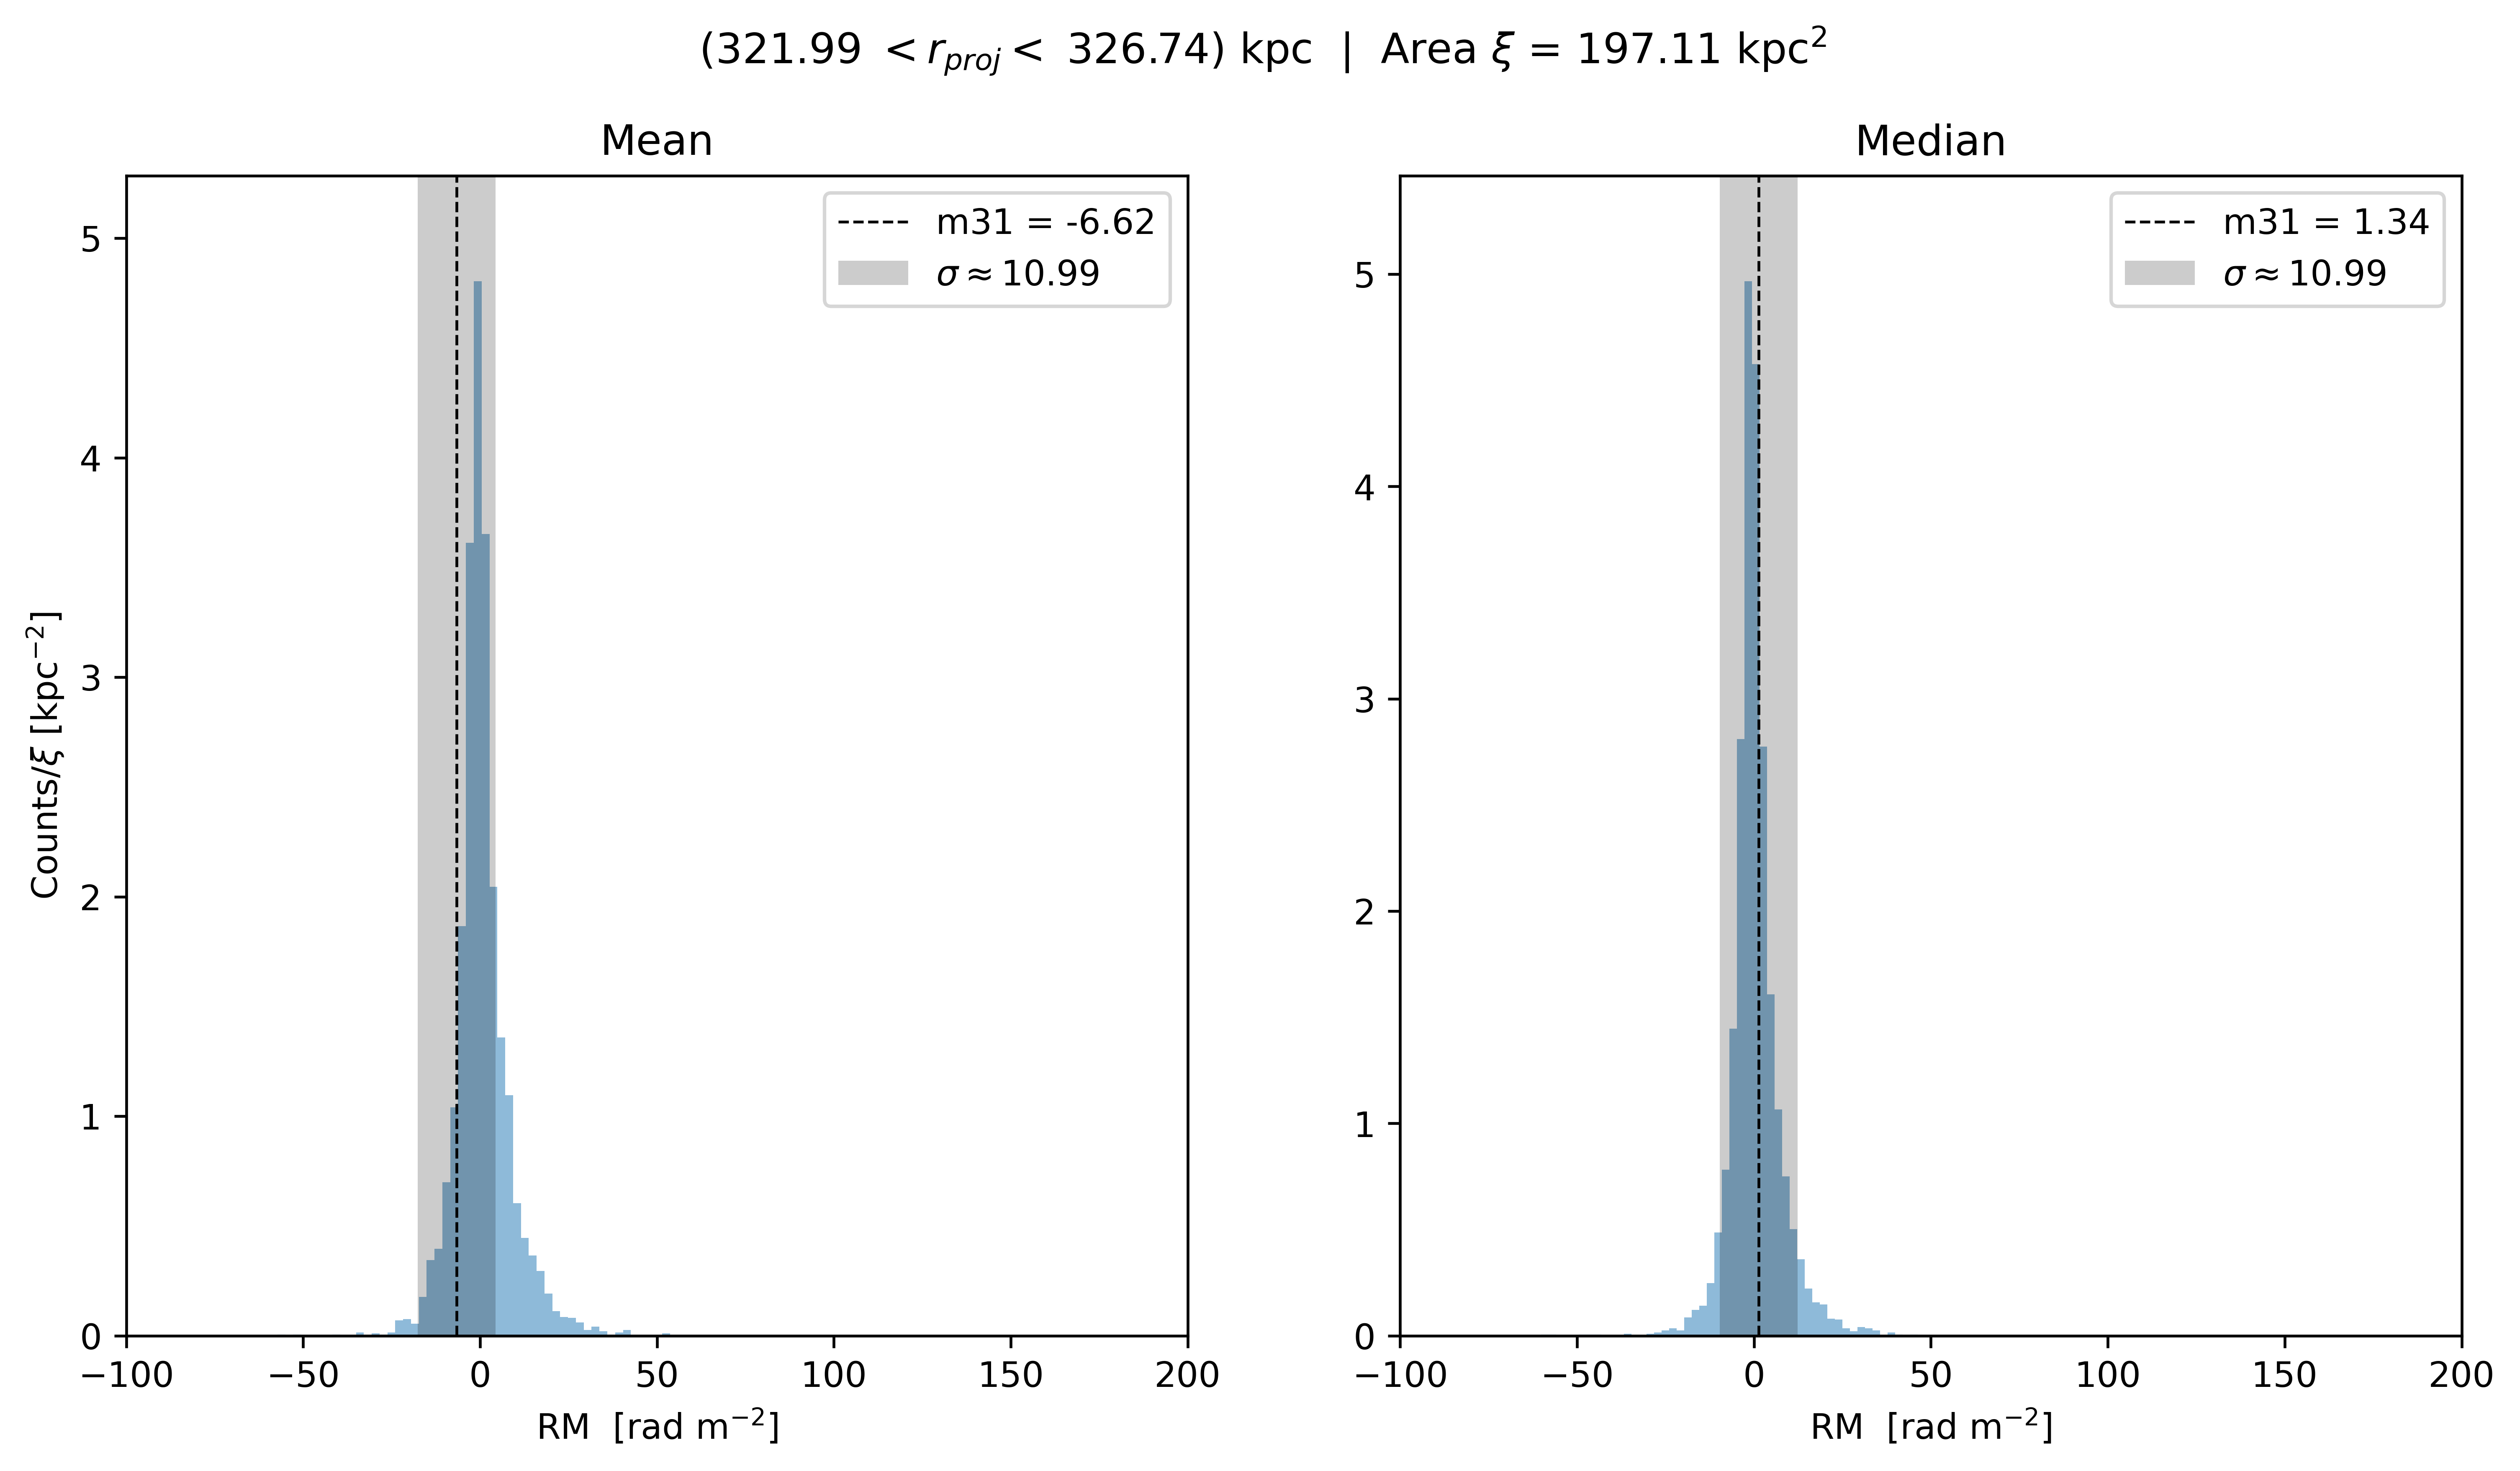 (321.99 < r_proj < 326.74) kpc | Area ξ = 197.11 kpc²
Mean
m31 = -6.62
σ ≈ 10.99
5
4
3
2
1
0
Counts/ξ [kpc⁻²]
−100 −50 0 50 100 150 200
RM [rad m⁻²]
Median
m31 = 1.34
σ ≈ 10.99
5
4
3
2
1
0
−100 −50 0 50 100 150 200
RM [rad m⁻²]